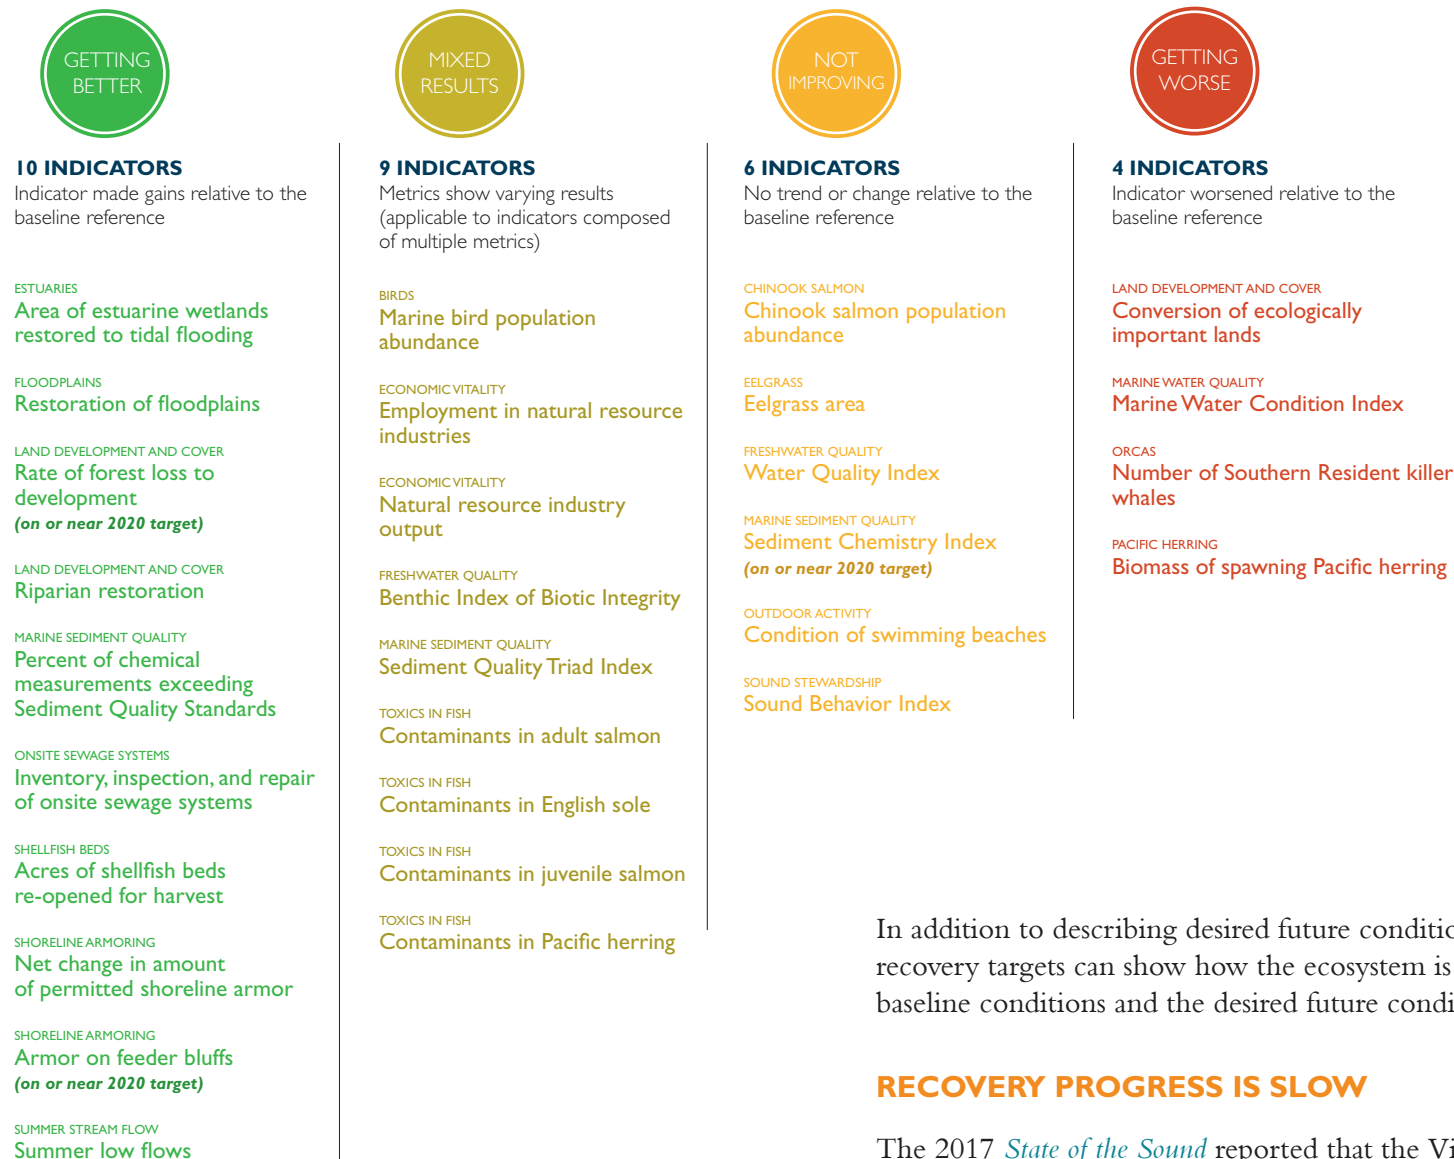 GETTING
BETTER
10 INDICATORS
Indicator made gains relative to the
baseline reference
ESTUARIES
Area of estuarine wetlands
restored to tidal flooding
FLOODPLAINS
Restoration of floodplains
LAND DEVELOPMENT AND COVER
Rate of forest loss to
development
(on or near 2020 target)
LAND DEVELOPMENT AND COVER
Riparian restoration
MARINE SEDIMENT QUALITY
Percent of chemical
measurements exceeding
Sediment Quality Standards
ONSITE SEWAGE SYSTEMS
Inventory, inspection, and repair
of onsite sewage systems
SHELLFISH BEDS
Acres of shellfish beds
re-opened for harvest
SHORELINE ARMORING
Net change in amount
of permitted shoreline armor
SHORELINE ARMORING
Armor on feeder bluffs
(on or near 2020 target)
SUMMER STREAM FLOW
Summer low flows
MIXED
RESULTS
9 INDICATORS
Metrics show varying results
(applicable to indicators composed
of multiple metrics)
BIRDS
Marine bird population
abundance
ECONOMIC VITALITY
Employment in natural resource
industries
ECONOMIC VITALITY
Natural resource industry
output
FRESHWATER QUALITY
Benthic Index of Biotic Integrity
MARINE SEDIMENT QUALITY
Sediment Quality Triad Index
TOXICS IN FISH
Contaminants in adult salmon
TOXICS IN FISH
Contaminants in English sole
TOXICS IN FISH
Contaminants in juvenile salmon
TOXICS IN FISH
Contaminants in Pacific herring
NOT
IMPROVING
6 INDICATORS
No trend or change relative to the
baseline reference
CHINOOK SALMON
Chinook salmon population
abundance
EELGRASS
Eelgrass area
FRESHWATER QUALITY
Water Quality Index
MARINE SEDIMENT QUALITY
Sediment Chemistry Index
(on or near 2020 target)
OUTDOOR ACTIVITY
Condition of swimming beaches
SOUND STEWARDSHIP
Sound Behavior Index
GETTING
WORSE
4 INDICATORS
Indicator worsened relative to the
baseline reference
LAND DEVELOPMENT AND COVER
Conversion of ecologically
important lands
MARINE WATER QUALITY
Marine Water Condition Index
ORCAS
Number of Southern Resident killer
whales
PACIFIC HERRING
Biomass of spawning Pacific herring
In addition to describing desired future conditio
recovery targets can show how the ecosystem is
baseline conditions and the desired future condi
RECOVERY PROGRESS IS SLOW
The 2017 State of the Sound reported that the Vi